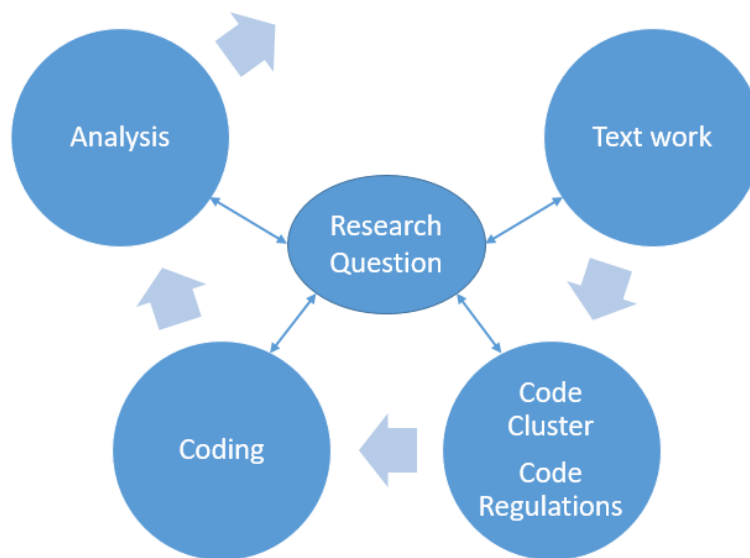 Analysis
Text work
Research
Question
Coding
Code
Cluster
Code
Regulations